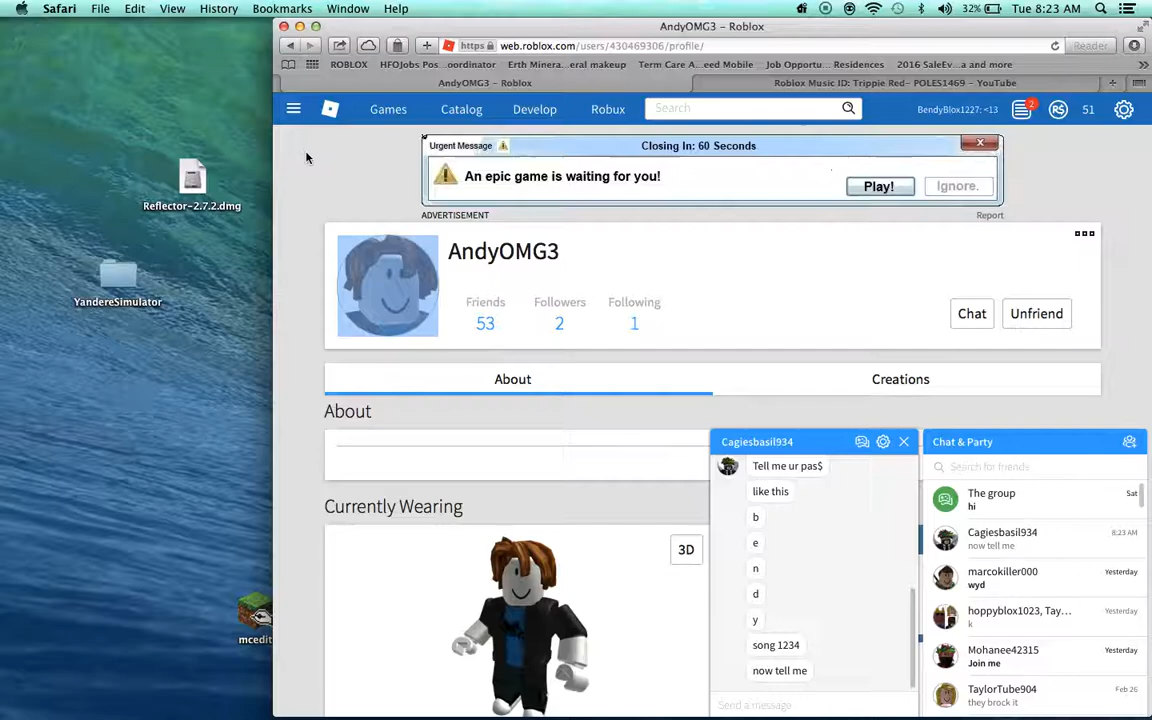 Safari File Edit View History Bookmarks Window Help 32% Tue 8:23 AM
AndyOMG3 – Roblox
https web.roblox.com/users/430469306/profile/ Reader
ROBLOX HFOJobs Pos...oordinator Erth Minera...eral makeup Term Care A...eed Mobile Job Opportu... Residences 2016 SaleEv...a and more
AndyOMG3 – Roblox Roblox Music ID: Trippie Red– POLES1469 – YouTube
Games Catalog Develop Robux Search BendyBlox1227: <13 2 R$ 51
Urgent Message Closing In: 60 Seconds
An epic game is waiting for you! Play! Ignore.
ADVERTISEMENT Report
Reflector-2.7.2.dmg
YandereSimulator
mcedit
AndyOMG3
Friends Followers Following
53 2 1
Chat Unfriend
About Creations
About
Currently Wearing
3D
Cagiesbasil934
Tell me ur pas$
like this
b
e
n
d
y
song 1234
now tell me
Send a message
Chat & Party
Search for friends
The group Sat
hi
Cagiesbasil934 8:23 AM
now tell me
marcokiller000 Yesterday
wyd
hoppyblox1023, Tay... Yesterday
k
Mohanee42315 Yesterday
Join me
TaylorTube904 Feb 26
they brock it